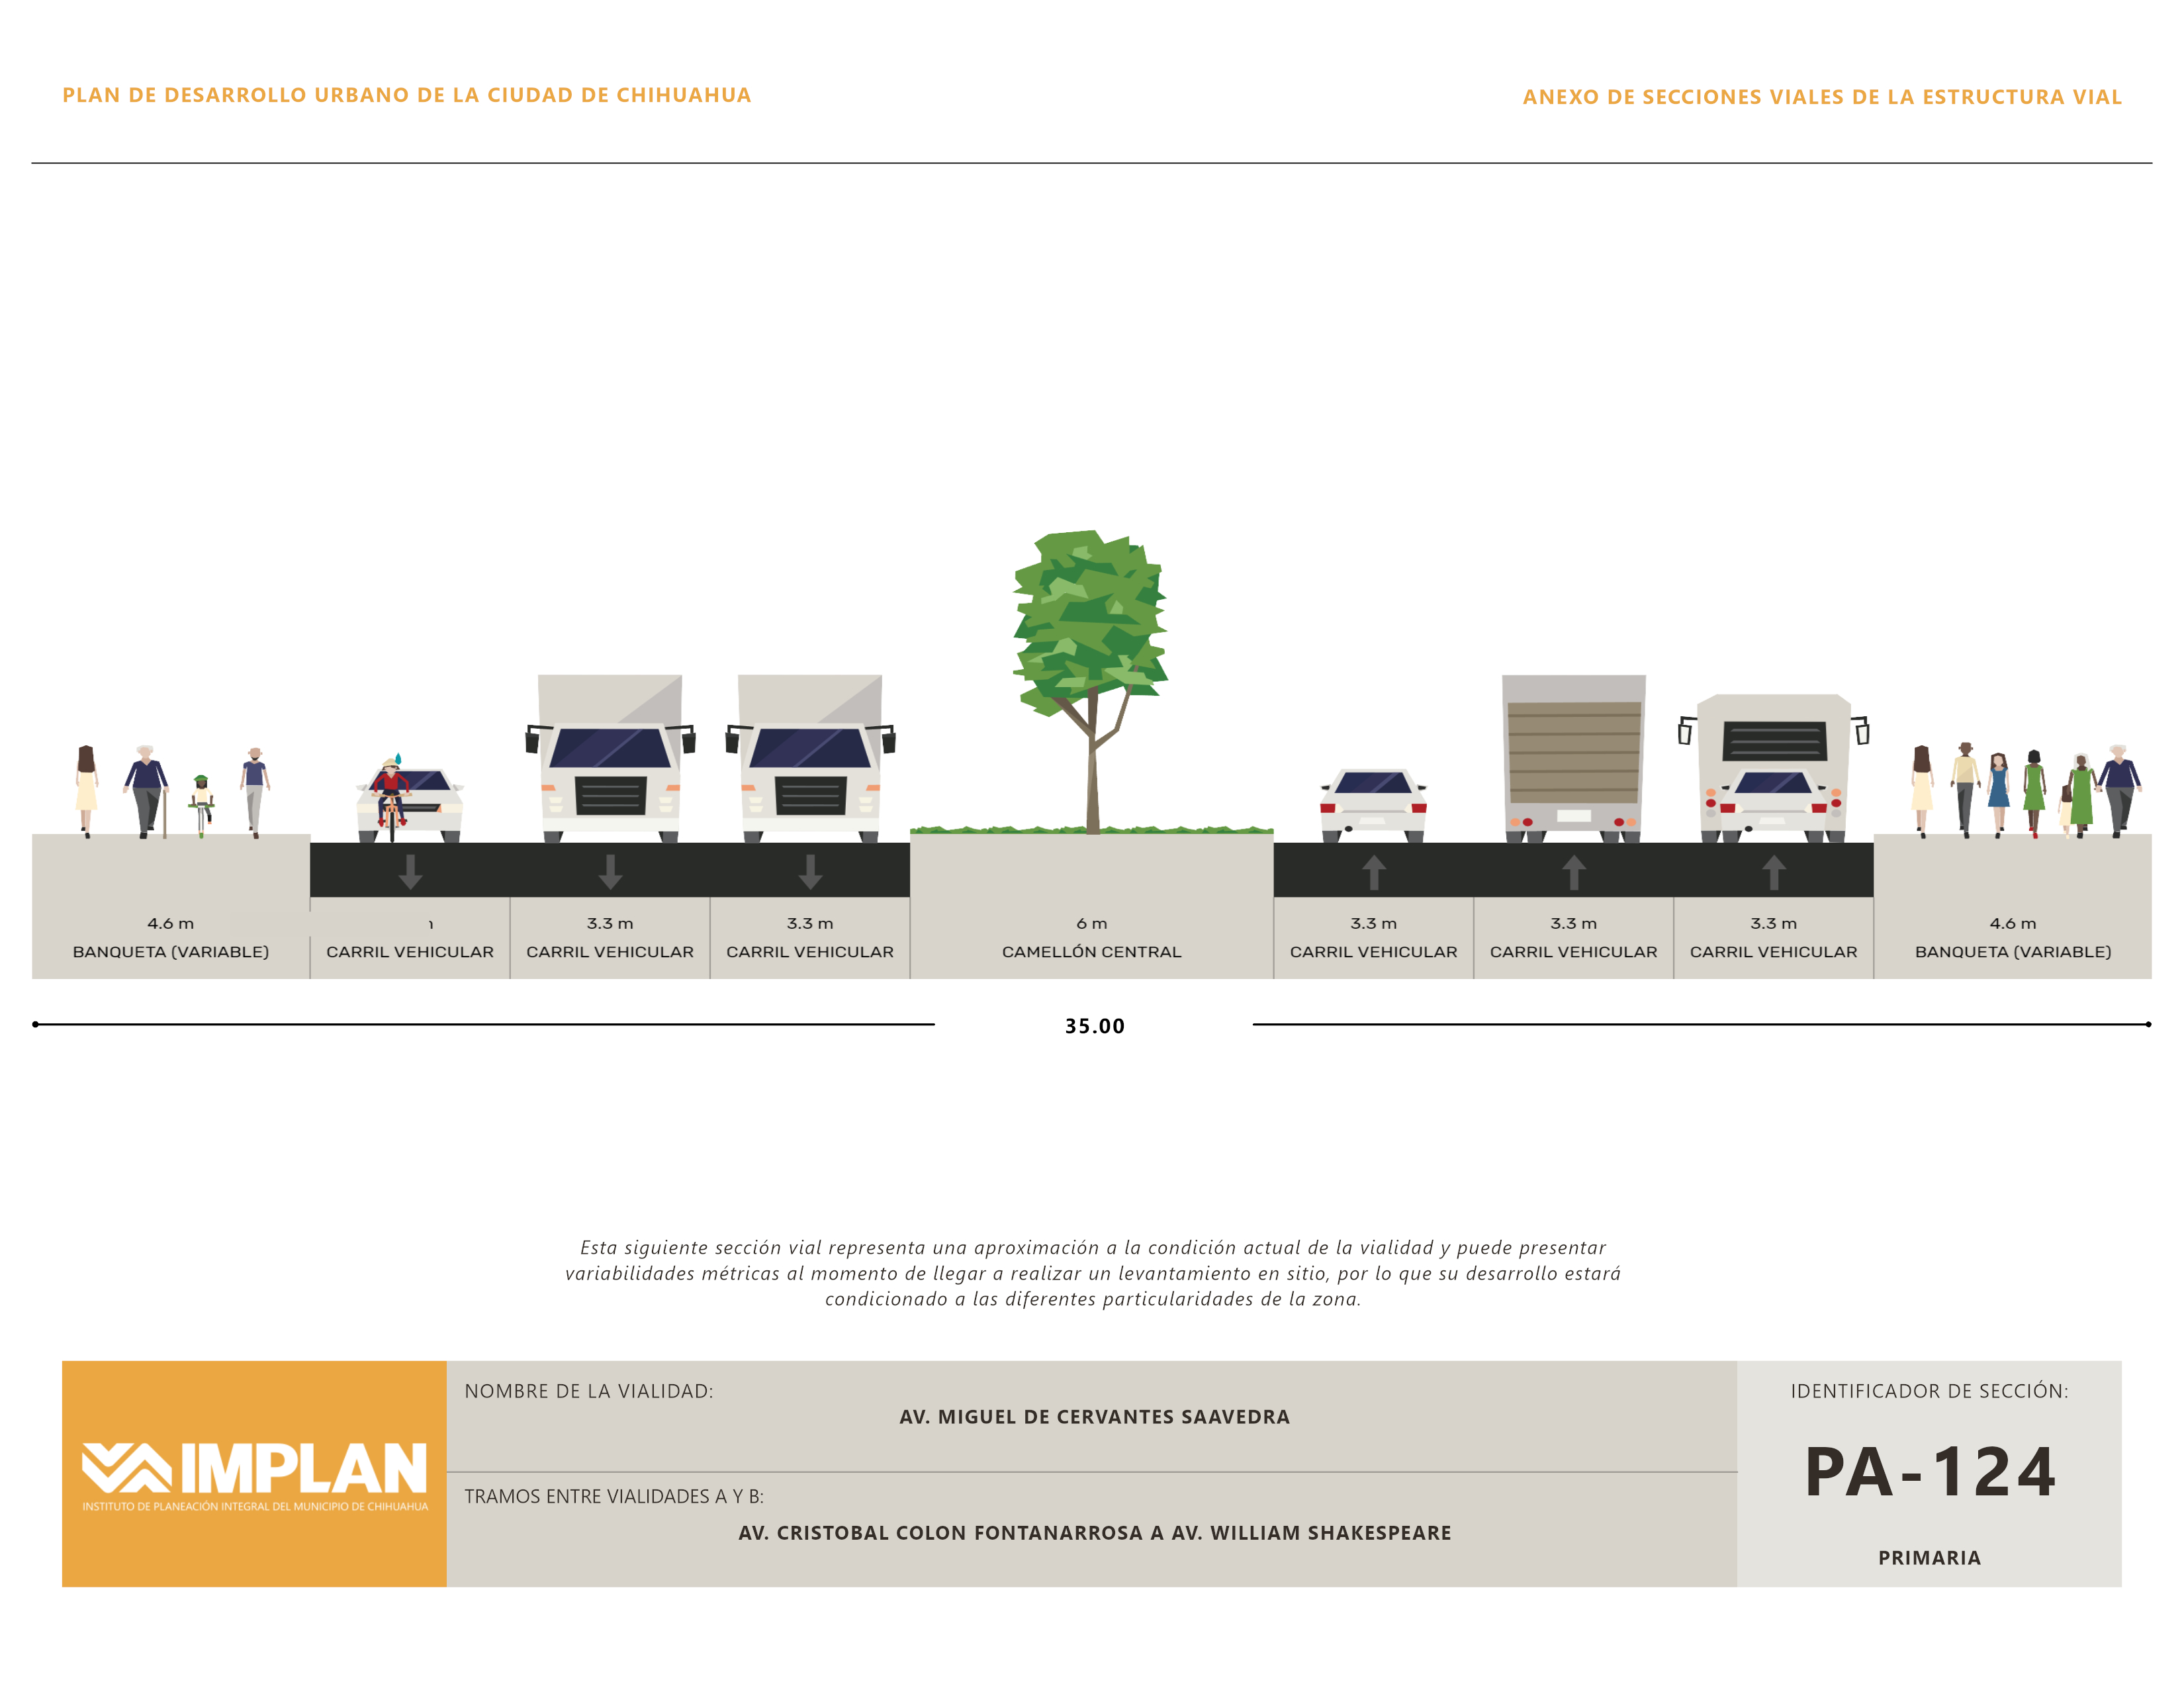 PLAN DE DESARROLLO URBANO DE LA CIUDAD DE CHIHUAHUA
ANEXO DE SECCIONES VIALES DE LA ESTRUCTURA VIAL
4.6 m
BANQUETA (VARIABLE)
CARRIL VEHICULAR
3.3 m
CARRIL VEHICULAR
3.3 m
CARRIL VEHICULAR
6 m
CAMELLÓN CENTRAL
3.3 m
CARRIL VEHICULAR
3.3 m
CARRIL VEHICULAR
3.3 m
CARRIL VEHICULAR
4.6 m
BANQUETA (VARIABLE)
35.00
Esta siguiente sección vial representa una aproximación a la condición actual de la vialidad y puede presentar
variabilidades métricas al momento de llegar a realizar un levantamiento en sitio, por lo que su desarrollo estará
condicionado a las diferentes particularidades de la zona.
IMPLAN
INSTITUTO DE PLANEACIÓN INTEGRAL DEL MUNICIPIO DE CHIHUAHUA
NOMBRE DE LA VIALIDAD:
AV. MIGUEL DE CERVANTES SAAVEDRA
TRAMOS ENTRE VIALIDADES A Y B:
AV. CRISTOBAL COLON FONTANARROSA A AV. WILLIAM SHAKESPEARE
IDENTIFICADOR DE SECCIÓN:
PA-124
PRIMARIA